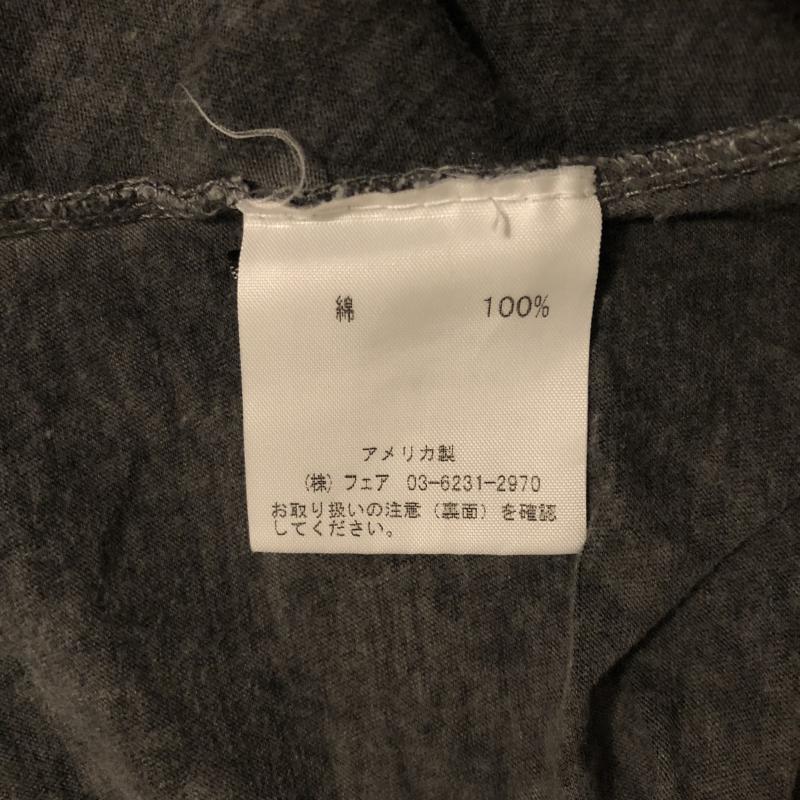 綿 100%
アメリカ製
(株) フェア 03-6231-2970
お取り扱いの注意(裏面)を確認
してください。